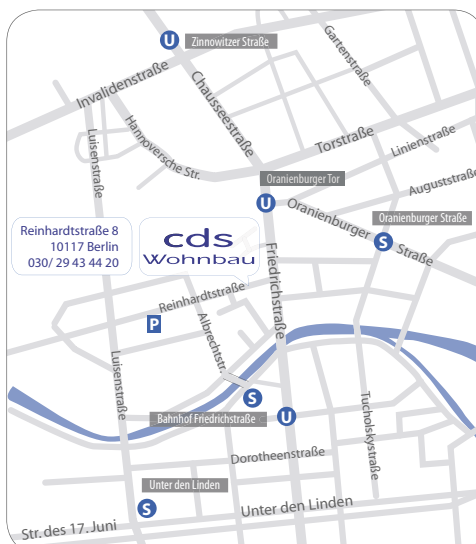 U
Zinnowitzer Straße
Invalidenstraße
Gartenstraße
Chausseestraße
Luisenstraße
Hannoversche Str.
Torstraße
Linienstraße
Oranienburger Tor
Auguststraße
U
Oranienburger Straße
Oranienburger Straße
S
Reinhardtstraße 8
10117 Berlin
030/ 29 43 44 20
cds
Wohnbau
Friedrichstraße
Reinhardtstraße
P
Albrechtstr.
Luisenstraße
S
Bahnhof Friedrichstraße
U
Tucholskystraße
Dorotheenstraße
Unter den Linden
S
Unter den Linden
Str. des 17. Juni